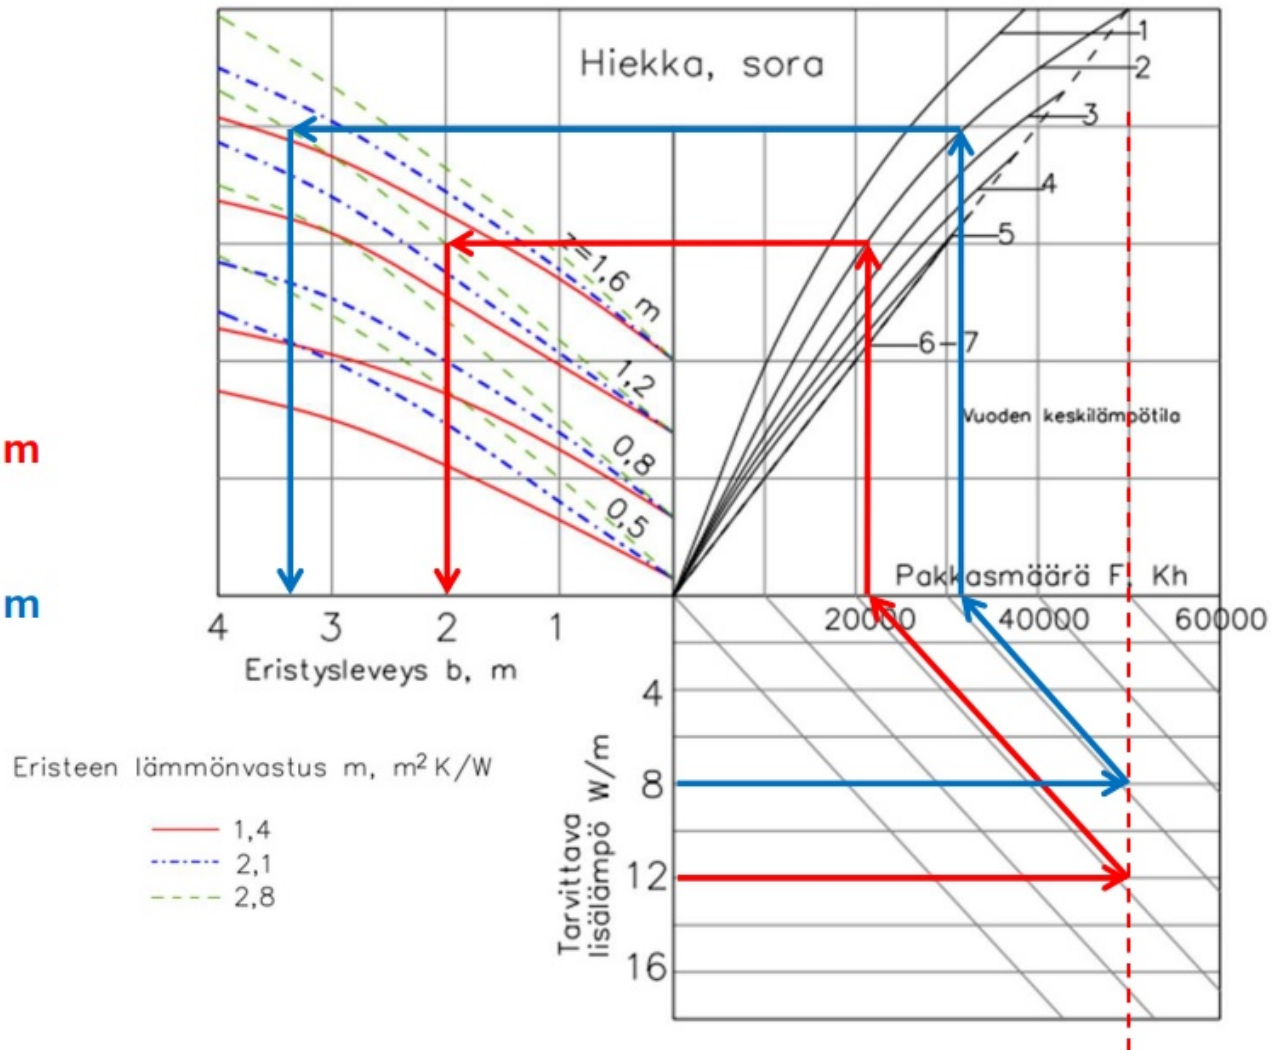 Hiekka, sora
1
2
3
4
5
6-7
z=1,6 m
1,2
0,8
0,5
Vuoden keskilämpötila
m
m
Pakkasmäärä F, Kh
4 3 2 1
20000 40000 60000
Eristysleveys b, m
4
8
12
16
Tarvittava
lisälämpö W/m
Eristeen lämmönvastus m, m² K/W
1,4
2,1
2,8